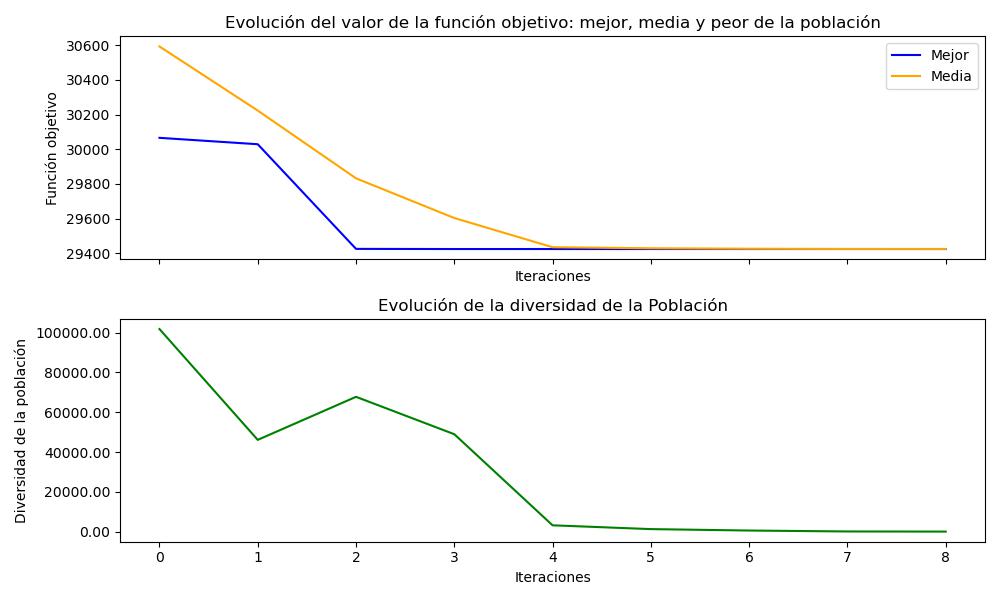 Evolución del valor de la función objetivo: mejor, media y peor de la población
Función objetivo
30600
30400
30200
30000
29800
29600
29400
Mejor
Media
Iteraciones
Evolución de la diversidad de la Población
Diversidad de la población
100000.00
80000.00
60000.00
40000.00
20000.00
0.00
0 1 2 3 4 5 6 7 8
Iteraciones